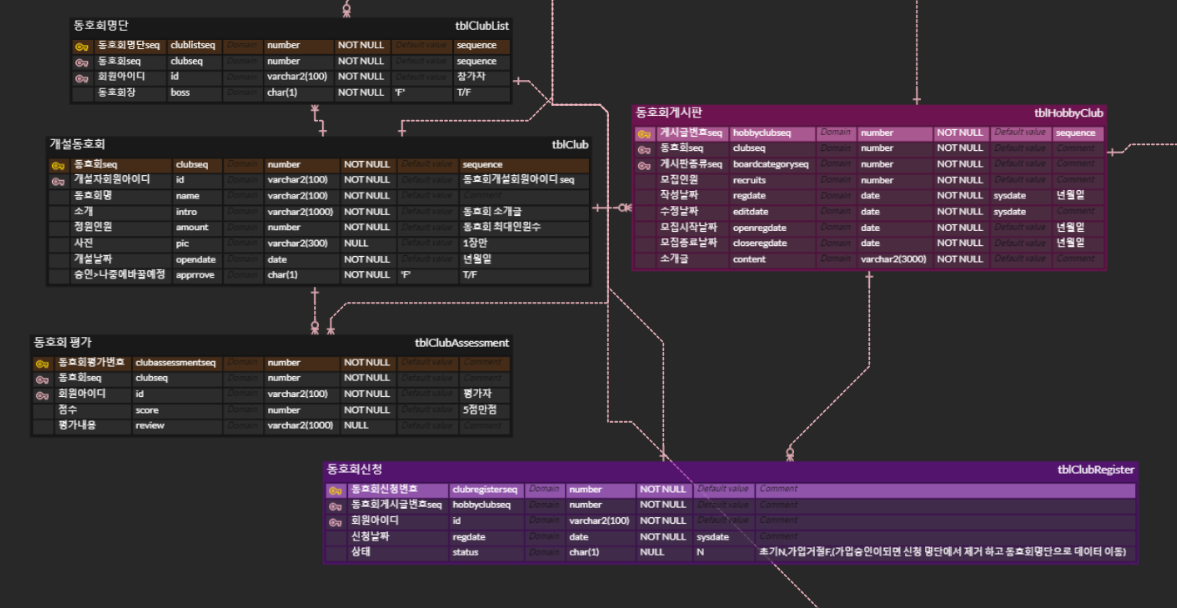 동호회명단 tblClubList
동호회명단seq clublistseq Domain number NOT NULL Default value sequence
동호회seq clubseq Domain number NOT NULL Default value sequence
회원아이디 id Domain varchar2(100) NOT NULL Default value 참가자
동호회장 boss Domain char(1) NOT NULL 'F' T/F
개설동호회 tblClub
동호회seq clubseq Domain number NOT NULL Default value sequence
개설자회원아이디 id Domain varchar2(100) NOT NULL Default value 동호회개설회원아이디 seq
동호회명 name Domain varchar2(100) NOT NULL Default value Comment
소개 intro Domain varchar2(1000) NOT NULL Default value 동호회 소개글
정원인원 amount Domain number NOT NULL Default value 동호회 최대인원수
사진 pic Domain varchar2(300) NULL Default value 1장만
개설날짜 opendate Domain date NOT NULL Default value 년월일
승인>나중에바꿀예정 apprrove Domain char(1) NOT NULL 'F' T/F
동호회 평가 tblClubAssessment
동호회평가번호 clubassessmentseq Domain number NOT NULL Default value Comment
동호회seq clubseq Domain number NOT NULL Default value Comment
회원아이디 id Domain varchar2(100) NOT NULL Default value 평가자
점수 score Domain number NOT NULL Default value 5점만점
평가내용 review Domain varchar2(1000) NULL Default value Comment
동호회게시판 tblHobbyClub
게시글번호seq hobbyclubseq Domain number NOT NULL Default value sequence
동호회seq clubseq Domain number NOT NULL Default value Comment
게시판종류seq boardcategoryseq Domain number NOT NULL Default value Comment
모집인원 recruits Domain number NOT NULL Default value Comment
작성날짜 regdate Domain date NOT NULL sysdate 년월일
수정날짜 editdate Domain date NOT NULL sysdate Comment
모집시작날짜 openregdate Domain date NOT NULL Default value 년월일
모집종료날짜 closeregdate Domain date NOT NULL Default value 년월일
소개글 content Domain varchar2(3000) NOT NULL Default value Comment
동호회신청 tblClubRegister
동호회신청번호 clubregisterseq Domain number NOT NULL Default value Comment
동호회게시글번호seq hobbyclubseq Domain number NOT NULL Default value Comment
회원아이디 id Domain varchar2(100) NOT NULL Default value Comment
신청날짜 regdate Domain date NOT NULL sysdate Comment
상태 status Domain char(1) NULL N 초기N,가입거절F,(가입승인이되면 신청 명단에서 제거 하고 동호회명단으로 데이터 이동)